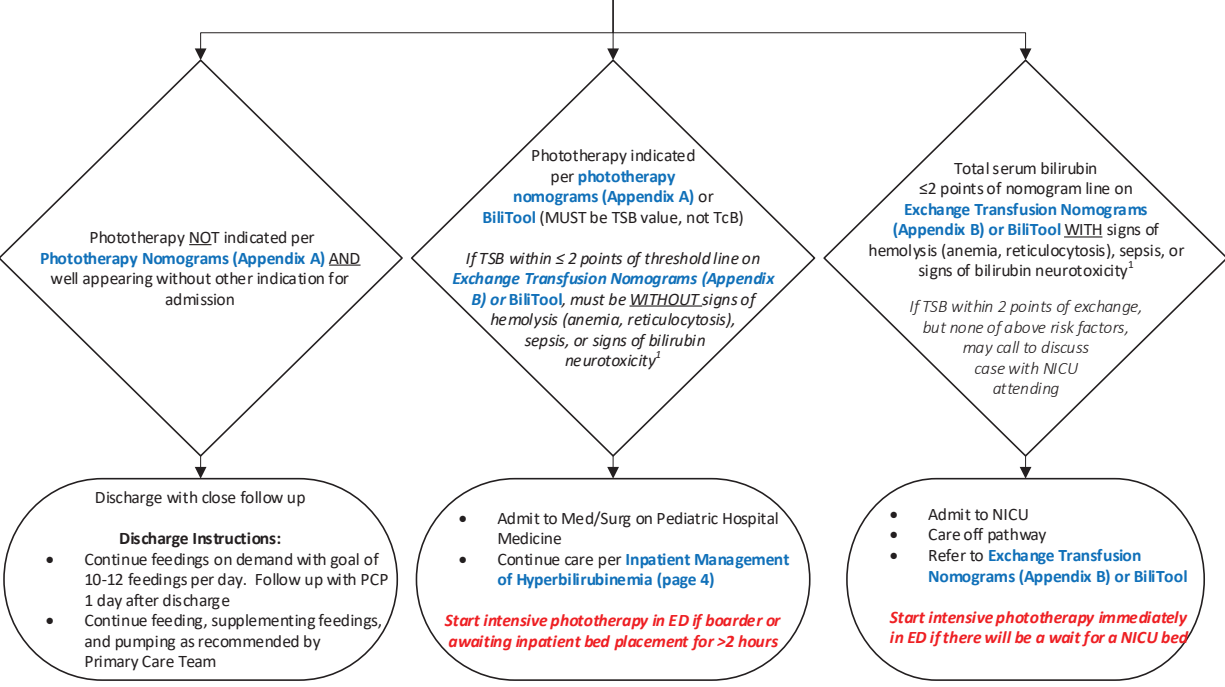 Phototherapy NOT indicated per
Phototherapy Nomograms (Appendix A) AND
well appearing without other indication for
admission
Phototherapy indicated
per phototherapy
nomograms (Appendix A) or
BiliTool (MUST be TSB value, not TcB)
If TSB within ≤ 2 points of threshold line on
Exchange Transfusion Nomograms (Appendix
B) or BiliTool, must be WITHOUT signs of
hemolysis (anemia, reticulocytosis),
sepsis, or signs of bilirubin
neurotoxicity¹
Total serum bilirubin
≤2 points of nomogram line on
Exchange Transfusion Nomograms
(Appendix B) or BiliTool WITH signs of
hemolysis (anemia, reticulocytosis), sepsis, or
signs of bilirubin neurotoxicity¹
If TSB within 2 points of exchange,
but none of above risk factors,
may call to discuss
case with NICU
attending
Discharge with close follow up
Discharge Instructions:
• Continue feedings on demand with goal of
10-12 feedings per day. Follow up with PCP
1 day after discharge
• Continue feeding, supplementing feedings,
and pumping as recommended by
Primary Care Team
• Admit to Med/Surg on Pediatric Hospital
Medicine
• Continue care per Inpatient Management
of Hyperbilirubinemia (page 4)
Start intensive phototherapy in ED if boarder or
awaiting inpatient bed placement for >2 hours
• Admit to NICU
• Care off pathway
• Refer to Exchange Transfusion
Nomograms (Appendix B) or BiliTool
Start intensive phototherapy immediately
in ED if there will be a wait for a NICU bed